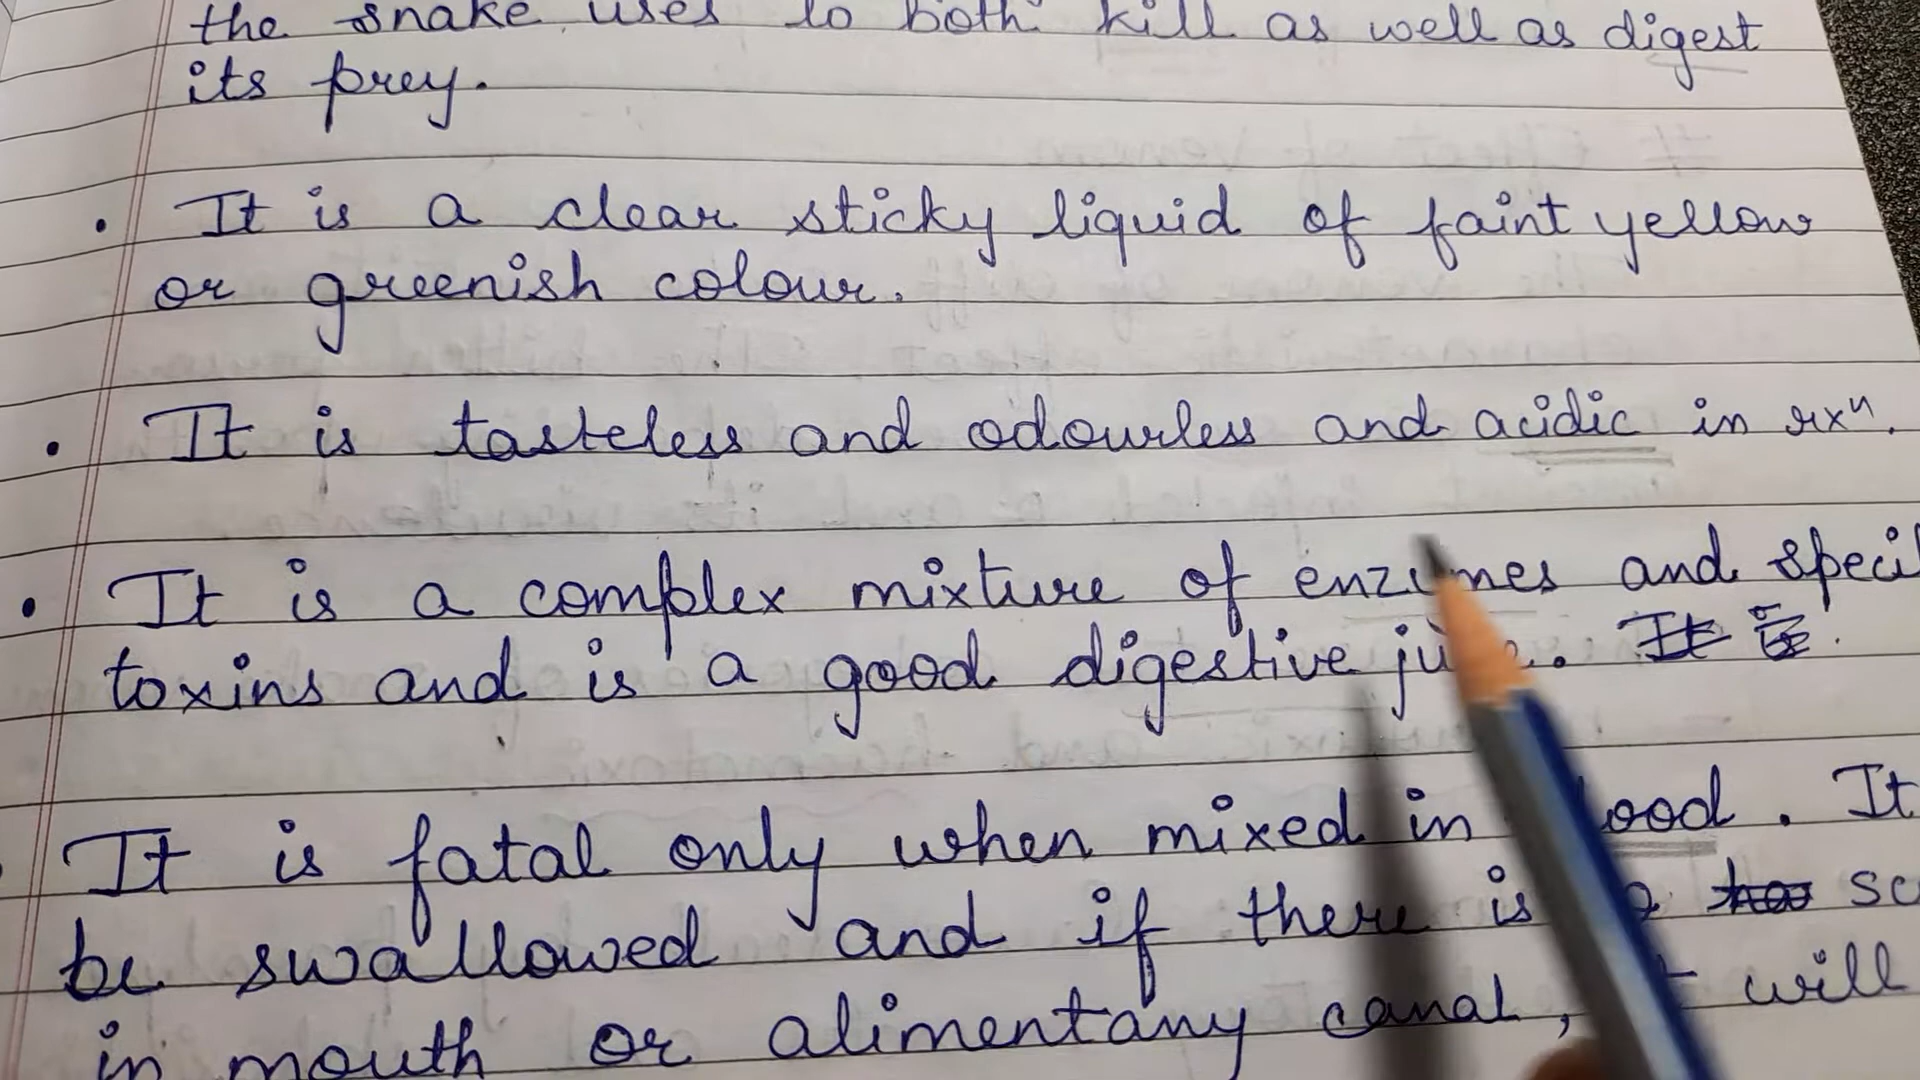 the snake uses to both kill as well as digest
its prey.
• It is a clear sticky liquid of faint yellow
or greenish colour.
• It is tasteless and odourless and acidic in rxⁿ.
• It is a complex mixture of enzymes and
toxins and is a good digestive
It is fatal only when mixed in . It
be swallowed and if there is
in mouth or alimentary canal, will